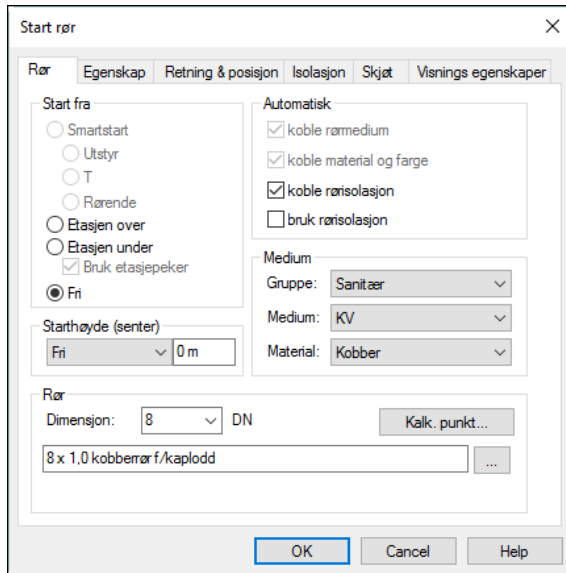 Start rør
Rør Egenskap Retning & posisjon Isolasjon Skjøt Visnings egenskaper
Start fra
Smartstart
Utstyr
T
Rørende
Etasjen over
Etasjen under
Bruk etasjepeker
Fri
Automatisk
koble rørmedium
koble material og farge
koble rørisolasjon
bruk rørisolasjon
Medium
Gruppe: Sanitær
Medium: KV
Material: Kobber
Starthøyde (senter)
Fri 0 m
Rør
Dimensjon: 8 DN Kalk. punkt...
8 x 1,0 kobberrør f/kaplodd ...
OK Cancel Help